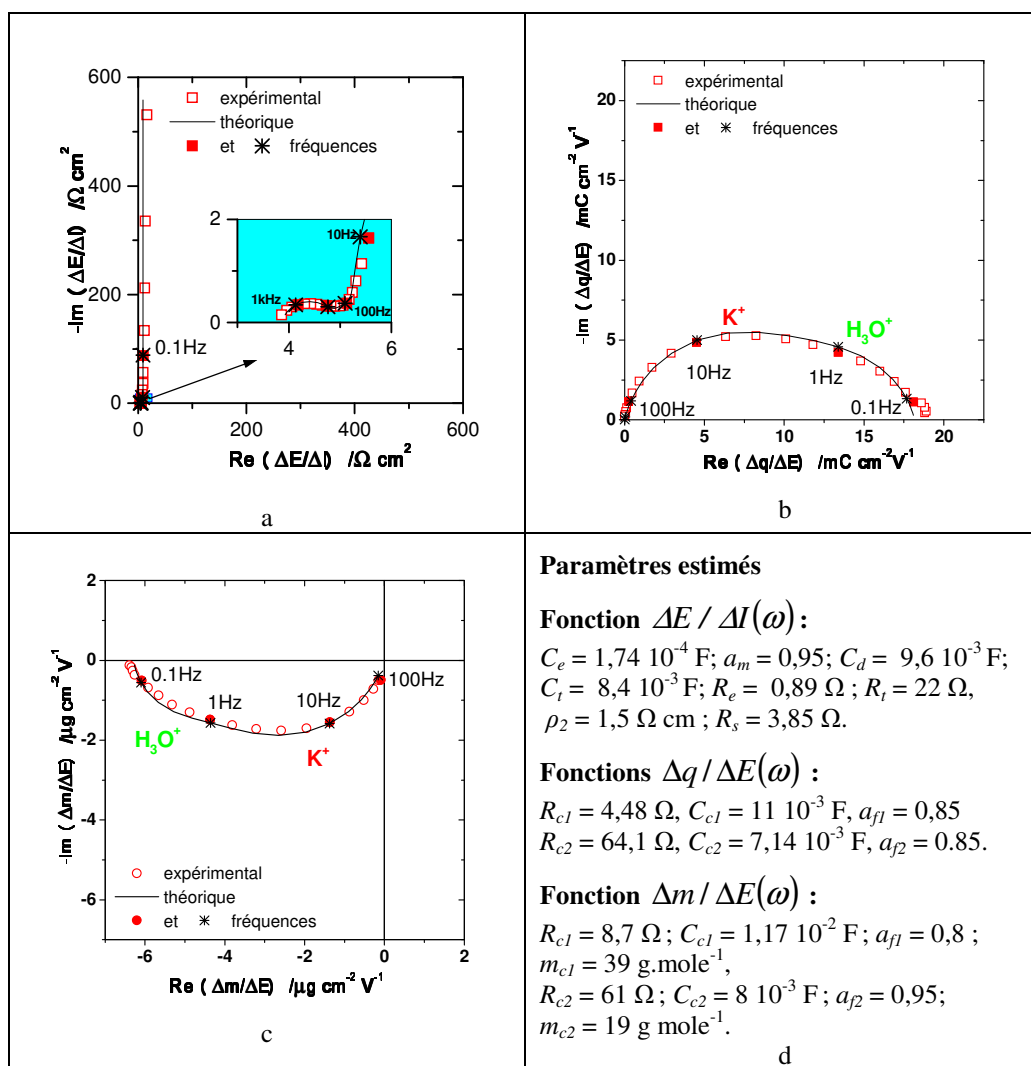 600
400
200
0
-Im (ΔE/ΔI) /Ω cm²
expérimental
théorique
et fréquences
2
0
10Hz
1kHz
100Hz
4 6
0.1Hz
0 200 400 600
Re (ΔE/ΔI) /Ω cm²
a
20
15
10
5
0
-Im (Δq/ΔE) /mC cm⁻² V⁻¹
expérimental
théorique
et fréquences
K⁺
H₃O⁺
10Hz
1Hz
100Hz
0.1Hz
0 5 10 15 20
Re (Δq/ΔE) /mC cm⁻²V⁻¹
b
2
0
-2
-4
-6
-Im (Δm/ΔE) /µg cm⁻² V⁻¹
0.1Hz
1Hz
10Hz
100Hz
H₃O⁺
K⁺
expérimental
théorique
et fréquences
-6 -4 -2 0 2
Re (Δm/ΔE) /µg cm⁻² V⁻¹
c
Paramètres estimés
Fonction ΔE / ΔI(ω) :
Cₑ = 1,74 10⁻⁴ F; aₘ = 0,95; C_d = 9,6 10⁻³ F;
Cₜ = 8,4 10⁻³ F; Rₑ = 0,89 Ω ; Rₜ = 22 Ω,
ρ₂ = 1,5 Ω cm ; Rₛ = 3,85 Ω.
Fonctions Δq / ΔE(ω) :
R_c1 = 4,48 Ω, C_c1 = 11 10⁻³ F, a_f1 = 0,85
R_c2 = 64,1 Ω, C_c2 = 7,14 10⁻³ F, a_f2 = 0.85.
Fonction Δm / ΔE(ω) :
R_c1 = 8,7 Ω ; C_c1 = 1,17 10⁻² F ; a_f1 = 0,8 ;
m_c1 = 39 g.mole⁻¹,
R_c2 = 61 Ω ; C_c2 = 8 10⁻³ F ; a_f2 = 0,95;
m_c2 = 19 g mole⁻¹.
d